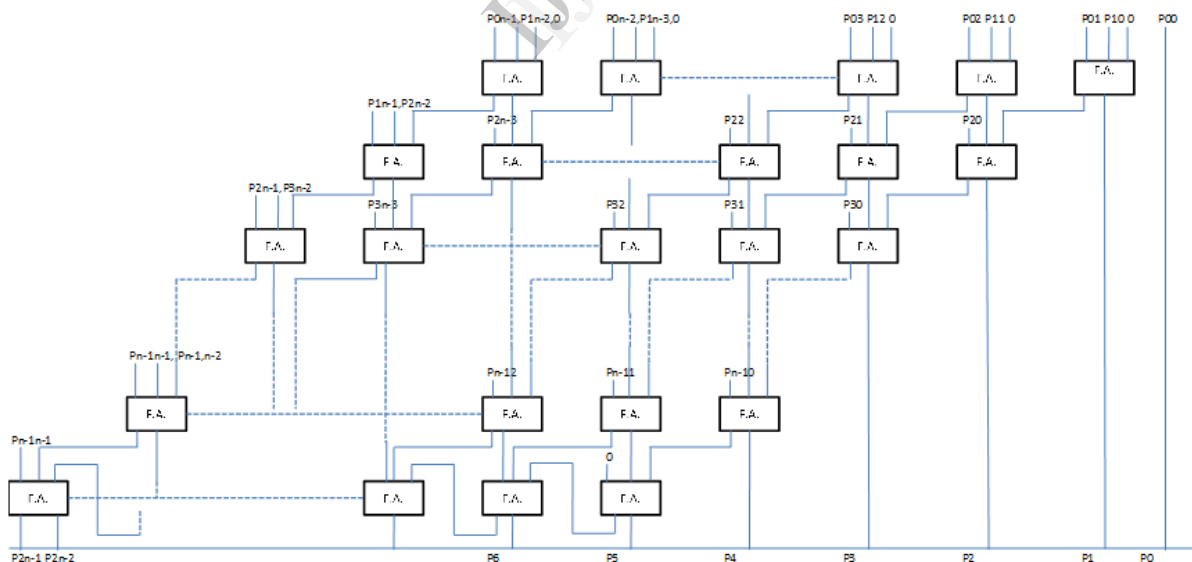 P0n-1,P1n-2,0 P0n-2,P1n-3,0 P03 P12 0 P02 P11 0 P01 P10 0 P00
F.A. F.A. F.A. F.A. F.A.
P1n-1,P2n-2 P2n-3 P22 P21 P20
F.A. F.A. F.A. F.A. F.A.
P2n-1,P3n-2 P3n-3 P32 P31 P30
F.A. F.A. F.A. F.A. F.A.
Pn-1n-1, Pn-1,n-2 Pn-12 Pn-11 Pn-10
F.A. F.A. F.A. F.A.
Pn-1n-1 0
F.A. F.A. F.A. F.A.
P2n-1 P2n-2 P6 P5 P4 P3 P2 P1 P0